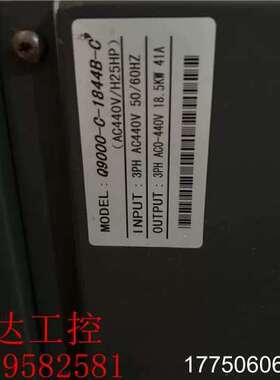 MODEL: Q9000-C-1844B-C
(AC440V/H25HP)
INPUT: 3PH AC440V 50/60HZ
OUTPUT: 3PH AC0-440V 18.5KW 41A
达工控
9582581
17750606